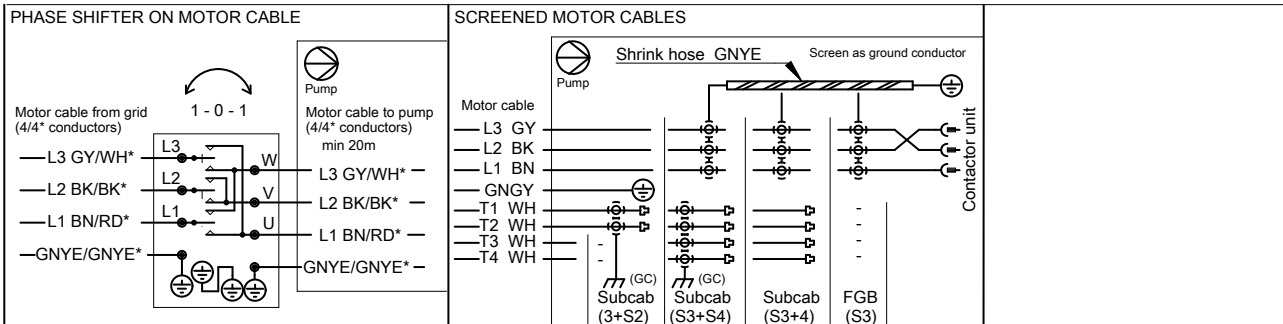 PHASE SHIFTER ON MOTOR CABLE
Pump
1 - 0 - 1
Motor cable from grid
(4/4* conductors)
Motor cable to pump
(4/4* conductors)
min 20m
L3 GY/WH*
L3
W
L3 GY/WH*
L2 BK/BK*
L2
V
L2 BK/BK*
L1 BN/RD*
L1
U
L1 BN/RD*
GNYE/GNYE*
GNYE/GNYE*
SCREENED MOTOR CABLES
Pump
Shrink hose GNYE
Screen as ground conductor
Motor cable
L3 GY
L2 BK
L1 BN
GNGY
T1 WH
-
T2 WH
-
T3 WH
-
-
T4 WH
-
-
(GC)
(GC)
Subcab
(3+S2)
Subcab
(S3+S4)
Subcab
(S3+4)
FGB
(S3)
Contactor unit